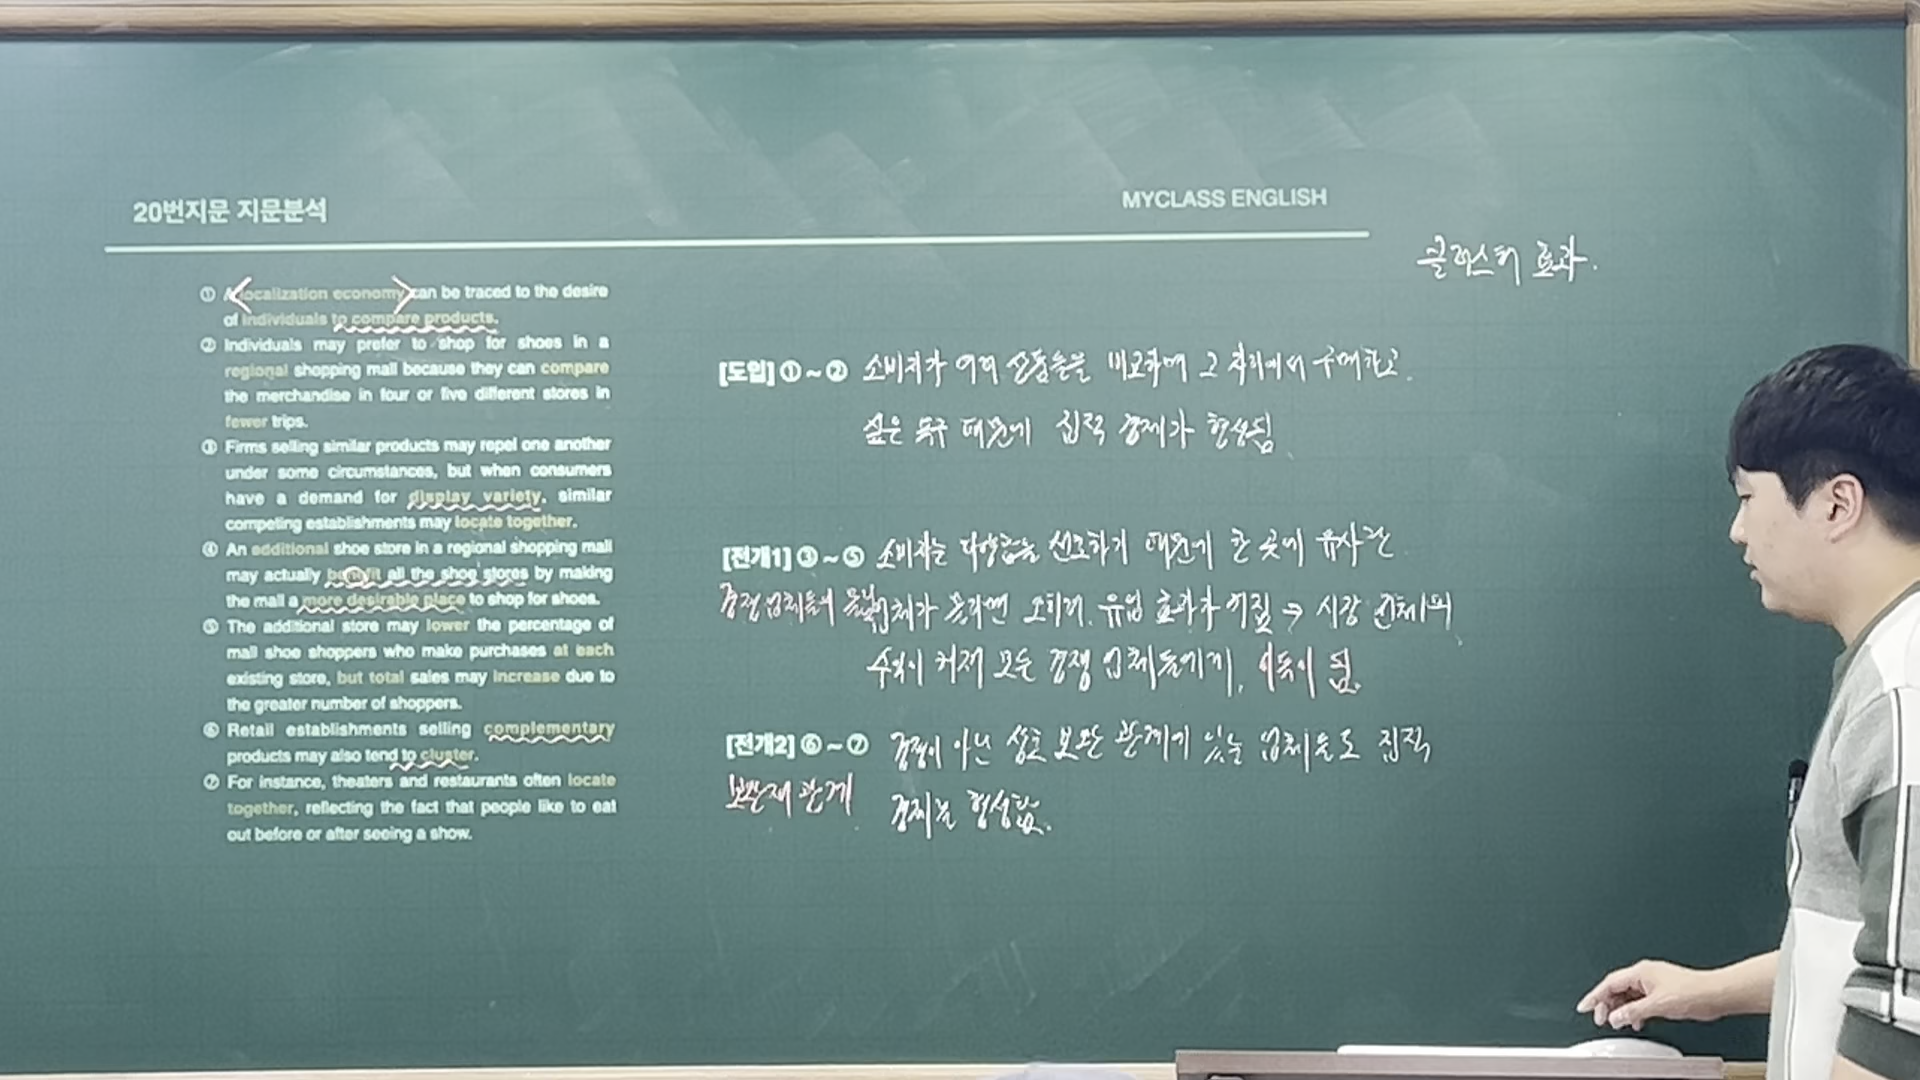 20번지문 지문분석
MYCLASS ENGLISH
클러스터 효과.
① A localization economy can be traced to the desire
of individuals to compare products.
② Individuals may prefer to shop for shoes in a
regional shopping mall because they can compare
the merchandise in four or five different stores in
fewer trips.
③ Firms selling similar products may repel one another
under some circumstances, but when consumers
have a demand for display variety, similar
competing establishments may locate together.
④ An additional shoe store in a regional shopping mall
may actually benefit all the shoe stores by making
the mall a more desirable place to shop for shoes.
⑤ The additional store may lower the percentage of
mall shoe shoppers who make purchases at each
existing store, but total sales may increase due to
the greater number of shoppers.
⑥ Retail establishments selling complementary
products may also tend to cluster.
⑦ For instance, theaters and restaurants often locate
together, reflecting the fact that people like to eat
out before or after seeing a show.
[도입] ①~② 소비자가 여러 상품들을 비교하며 그 자리에서 구매하고
싶은 욕구 때문에 집적 경제가 형성됨
[전개1] ③~⑤ 소비자는 다양함을 선호하기 때문에 한 곳에 유사한
경쟁 업체들의 업체가 몰리면 소비자 유입 효과가 커짐 → 시장 전체의
수익이 커져 모든 경쟁 업체들에게, 이득이 됨.
[전개2] ⑥~⑦ 경쟁이 아닌 상호 보완 관계에 있는 업체들도 집적
보완재 관계 경제를 형성함.